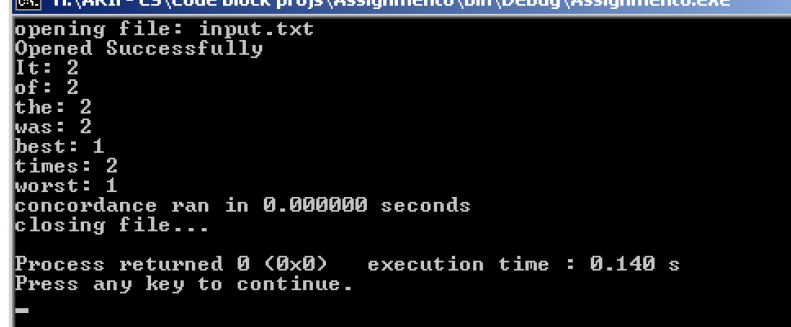 opening file: input.txt
Opened Successfully
It: 2
of: 2
the: 2
was: 2
best: 1
times: 2
worst: 1
concordance ran in 0.000000 seconds
closing file...
Process returned 0 (0x0)   execution time : 0.140 s
Press any key to continue.